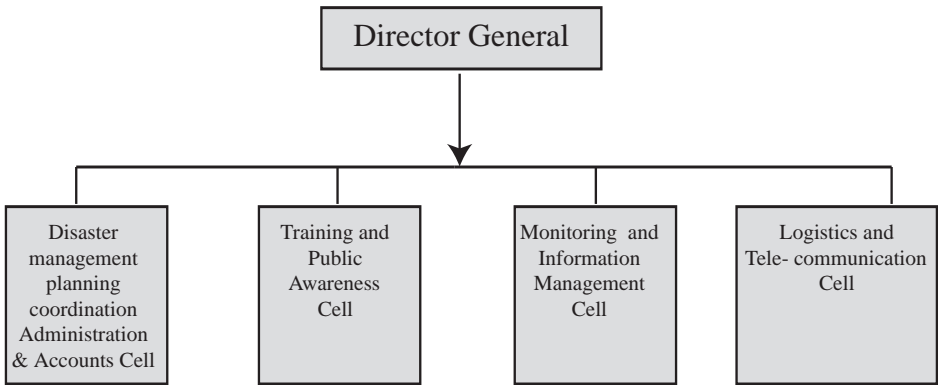 Director General
Disaster
management
planning
coordination
Administration
& Accounts Cell
Training and
Public
Awareness
Cell
Monitoring and
Information
Management
Cell
Logistics and
Tele- communication
Cell